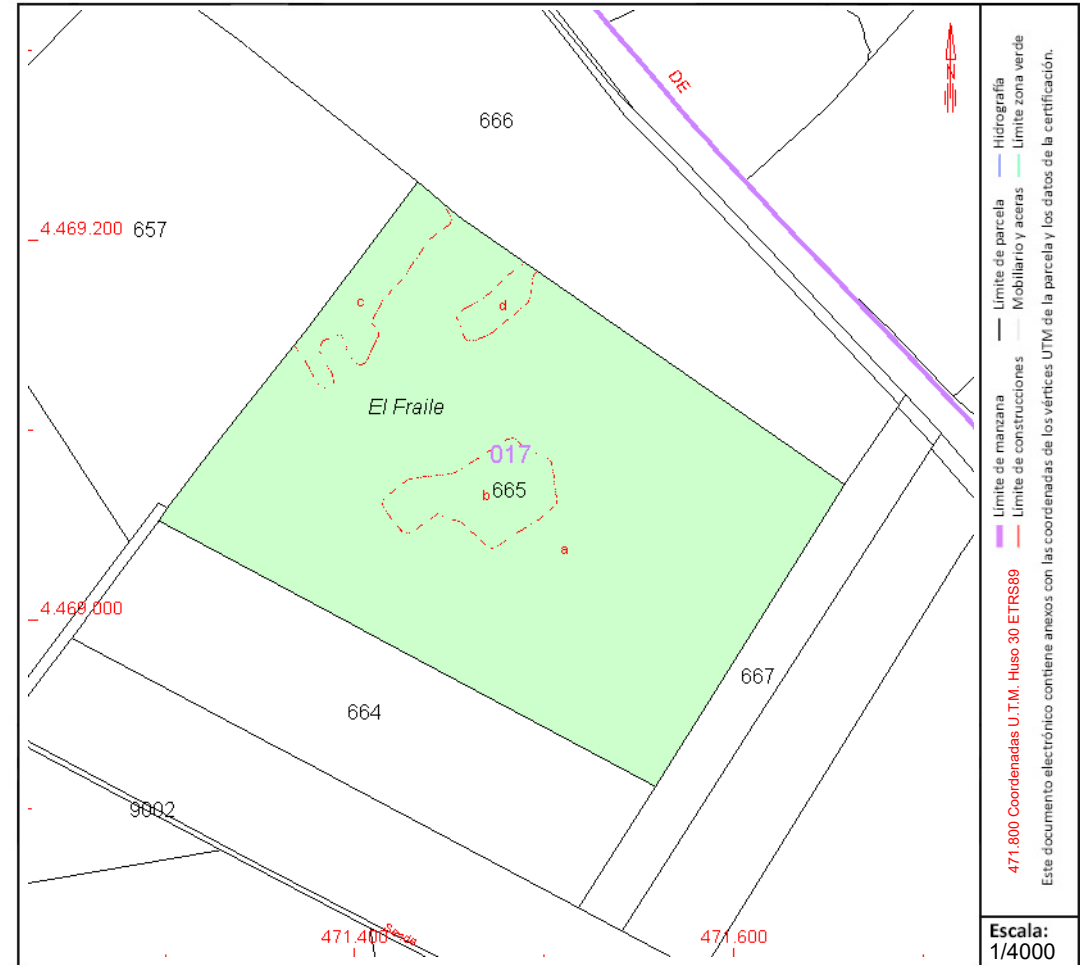 DE
N
666
4.469.200
657
c
d
El Fraile
017
b
665
a
4.469.000
667
664
9002
Senda
471.400
471.600
Límite de manzana
Límite de parcela
Hidrografía
Límite de construcciones
Mobiliario y aceras
Límite zona verde
471.800 Coordenadas U.T.M. Huso 30 ETRS89
Este documento electrónico contiene anexos con las coordenadas de los vértices UTM de la parcela y los datos de la certificación.
Escala:
1/4000